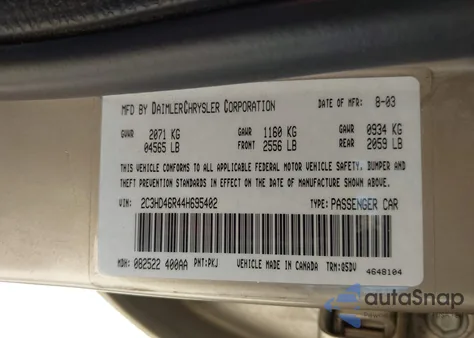 MFD BY DAIMLERCHRYSLER CORPORATION DATE OF MFR: 8-03
GVWR 2071 KG GAWR 1160 KG GAWR 0934 KG
04565 LB FRONT 2556 LB REAR 2059 LB
THIS VEHICLE CONFORMS TO ALL APPLICABLE FEDERAL MOTOR VEHICLE SAFETY, BUMPER AND
THEFT PREVENTION STANDARDS IN EFFECT ON THE DATE OF MANUFACTURE SHOWN ABOVE.
VIN: 2C3HD46R44H695402 TYPE: PASSENGER CAR
MDH: 082522 400AA PNT: PKJ VEHICLE MADE IN CANADA TRM: Q5DV
4648104
autoSnap